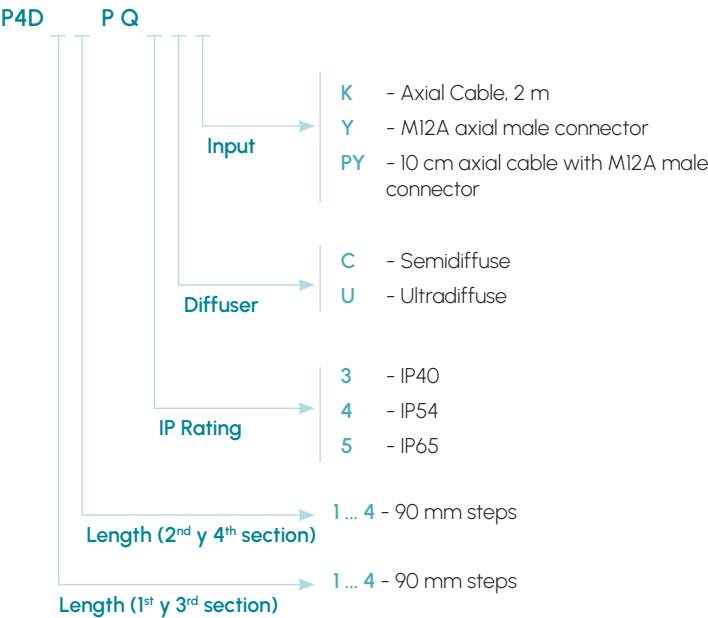 P4D P Q
Input
K - Axial Cable, 2 m
Y - M12A axial male connector
PY - 10 cm axial cable with M12A male
connector
Diffuser
C - Semidiffuse
U - Ultradiffuse
IP Rating
3 - IP40
4 - IP54
5 - IP65
Length (2nd y 4th section)
1 ... 4 - 90 mm steps
Length (1st y 3rd section)
1 ... 4 - 90 mm steps